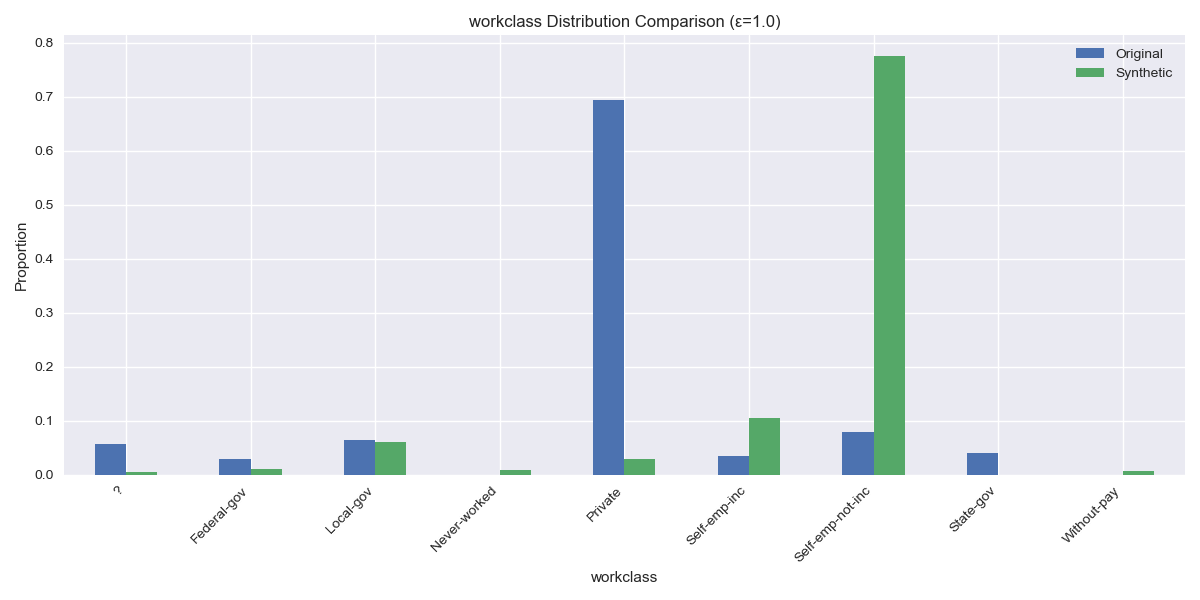 workclass Distribution Comparison (ε=1.0)
Original
Synthetic
Proportion
0.8
0.7
0.6
0.5
0.4
0.3
0.2
0.1
0.0
?
Federal-gov
Local-gov
Never-worked
Private
Self-emp-inc
Self-emp-not-inc
State-gov
Without-pay
workclass